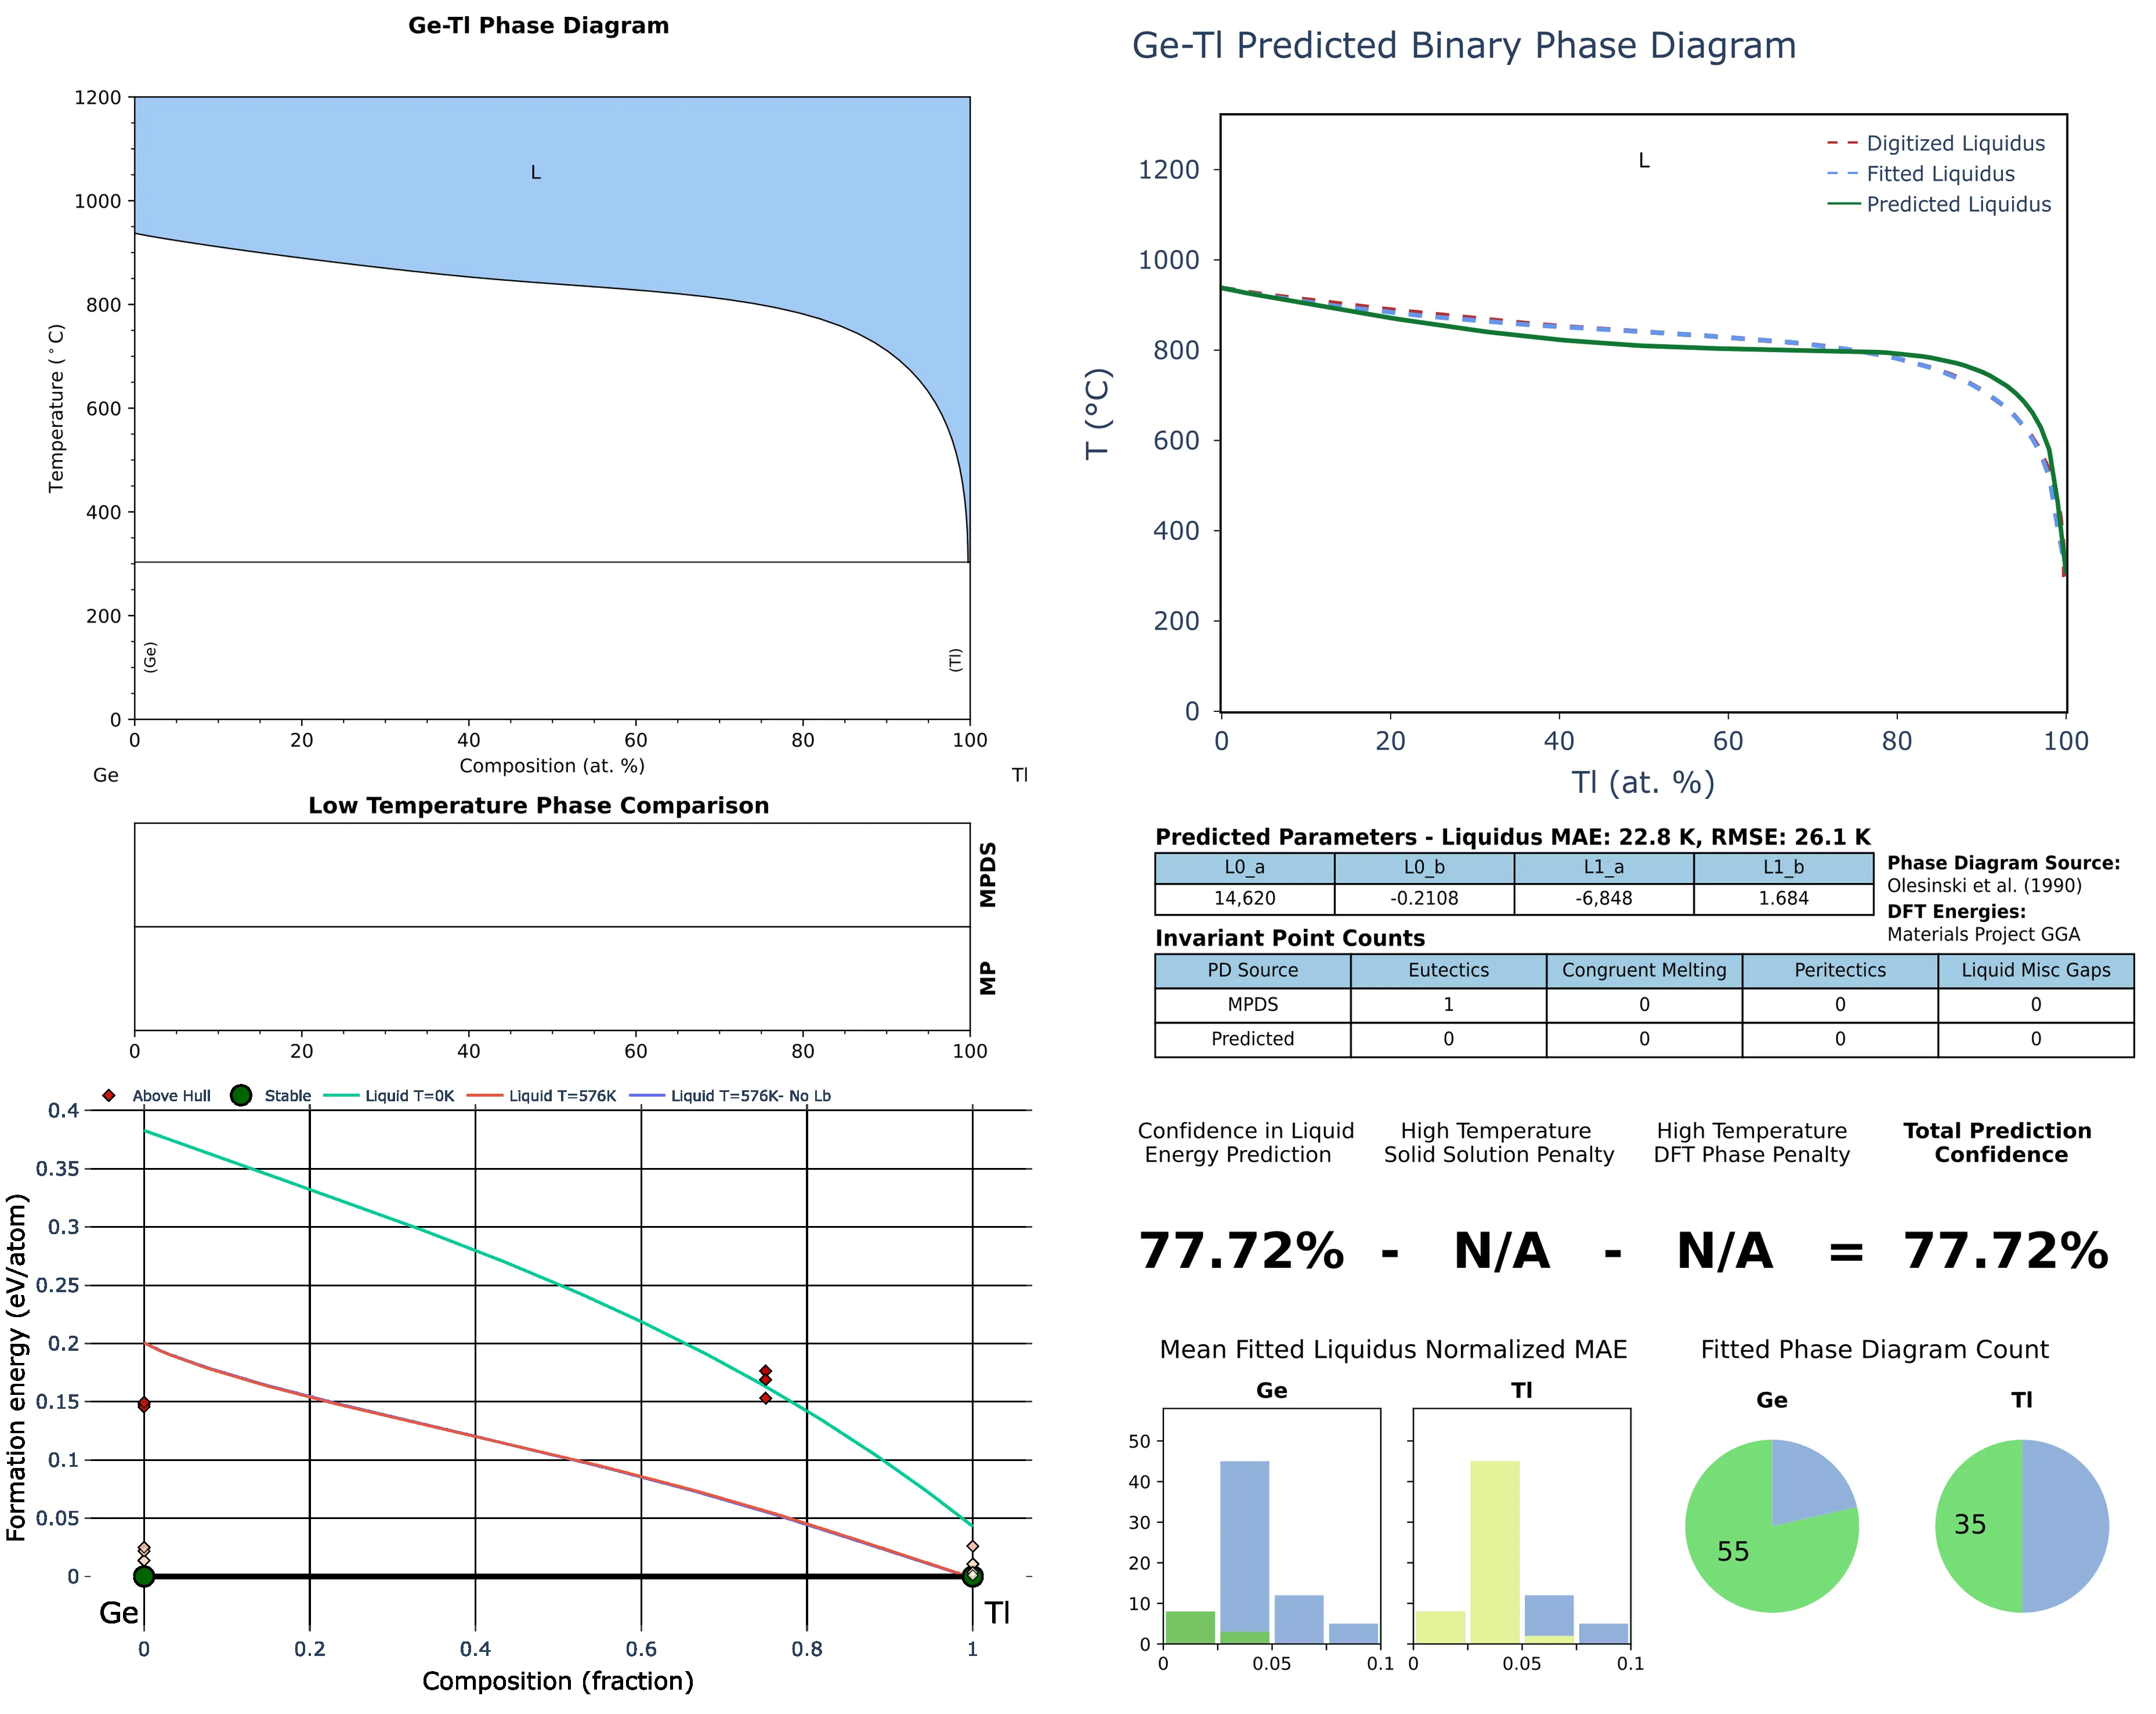 Ge-Tl Phase Diagram
1200
1000
800
600
400
200
0
Temperature (°C)
L
(Ge)
(Tl)
0 20 40 60 80 100
Composition (at. %)
Ge Tl
Ge-Tl Predicted Binary Phase Diagram
1200
1000
800
600
400
200
0
T (°C)
L
Digitized Liquidus
Fitted Liquidus
Predicted Liquidus
0 20 40 60 80 100
Tl (at. %)
Low Temperature Phase Comparison
MPDS
MP
0 20 40 60 80 100
Predicted Parameters - Liquidus MAE: 22.8 K, RMSE: 26.1 K
L0_a L0_b L1_a L1_b
14,620 -0.2108 -6,848 1.684
Phase Diagram Source:
Olesinski et al. (1990)
DFT Energies:
Materials Project GGA
Invariant Point Counts
PD Source Eutectics Congruent Melting Peritectics Liquid Misc Gaps
MPDS 1 0 0 0
Predicted 0 0 0 0
Above Hull Stable Liquid T=0K Liquid T=576K Liquid T=576K- No Lb
0.4
0.35
0.3
0.25
0.2
0.15
0.1
0.05
0
Formation energy (eV/atom)
Ge Tl
0 0.2 0.4 0.6 0.8 1
Composition (fraction)
Confidence in Liquid
Energy Prediction
High Temperature
Solid Solution Penalty
High Temperature
DFT Phase Penalty
Total Prediction
Confidence
77.72% - N/A - N/A = 77.72%
Mean Fitted Liquidus Normalized MAE
Ge Tl
50
40
30
20
10
0
0 0.05 0.1 0 0.05 0.1
Fitted Phase Diagram Count
Ge Tl
55 35